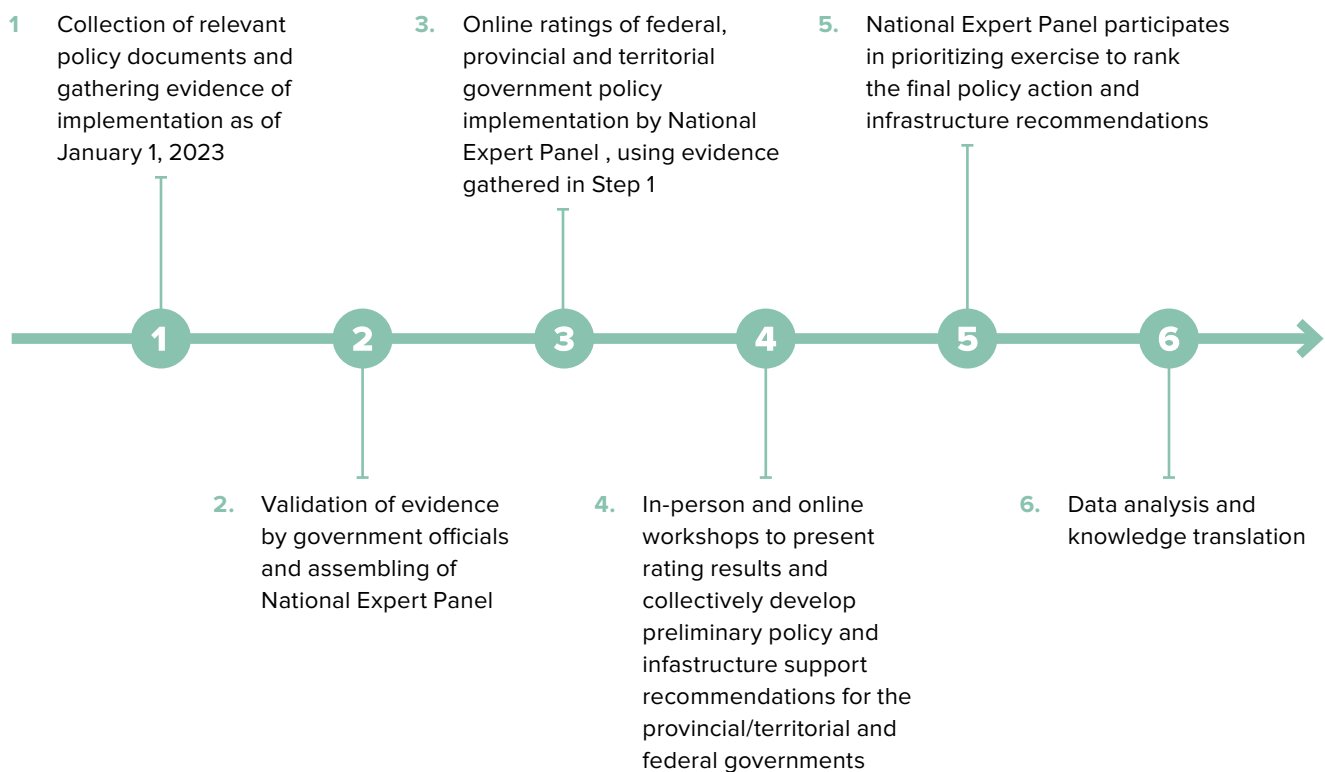 1 Collection of relevant
policy documents and
gathering evidence of
implementation as of
January 1, 2023
3. Online ratings of federal,
provincial and territorial
government policy
implementation by National
Expert Panel , using evidence
gathered in Step 1
5. National Expert Panel participates
in prioritizing exercise to rank
the final policy action and
infrastructure recommendations
1 2 3 4 5 6
2. Validation of evidence
by government officials
and assembling of
National Expert Panel
4. In-person and online
workshops to present
rating results and
collectively develop
preliminary policy and
infastructure support
recommendations for the
provincial/territorial and
federal governments
6. Data analysis and
knowledge translation